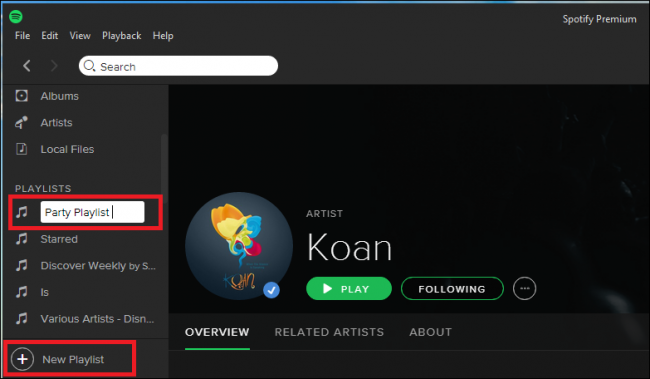 Spotify Premium
File Edit View Playback Help
Search
Albums
Artists
Local Files
PLAYLISTS
Party Playlist
Starred
Discover Weekly by S...
Is
Various Artists - Disn...
New Playlist
ARTIST
Koan
PLAY FOLLOWING
OVERVIEW RELATED ARTISTS ABOUT
KOAN